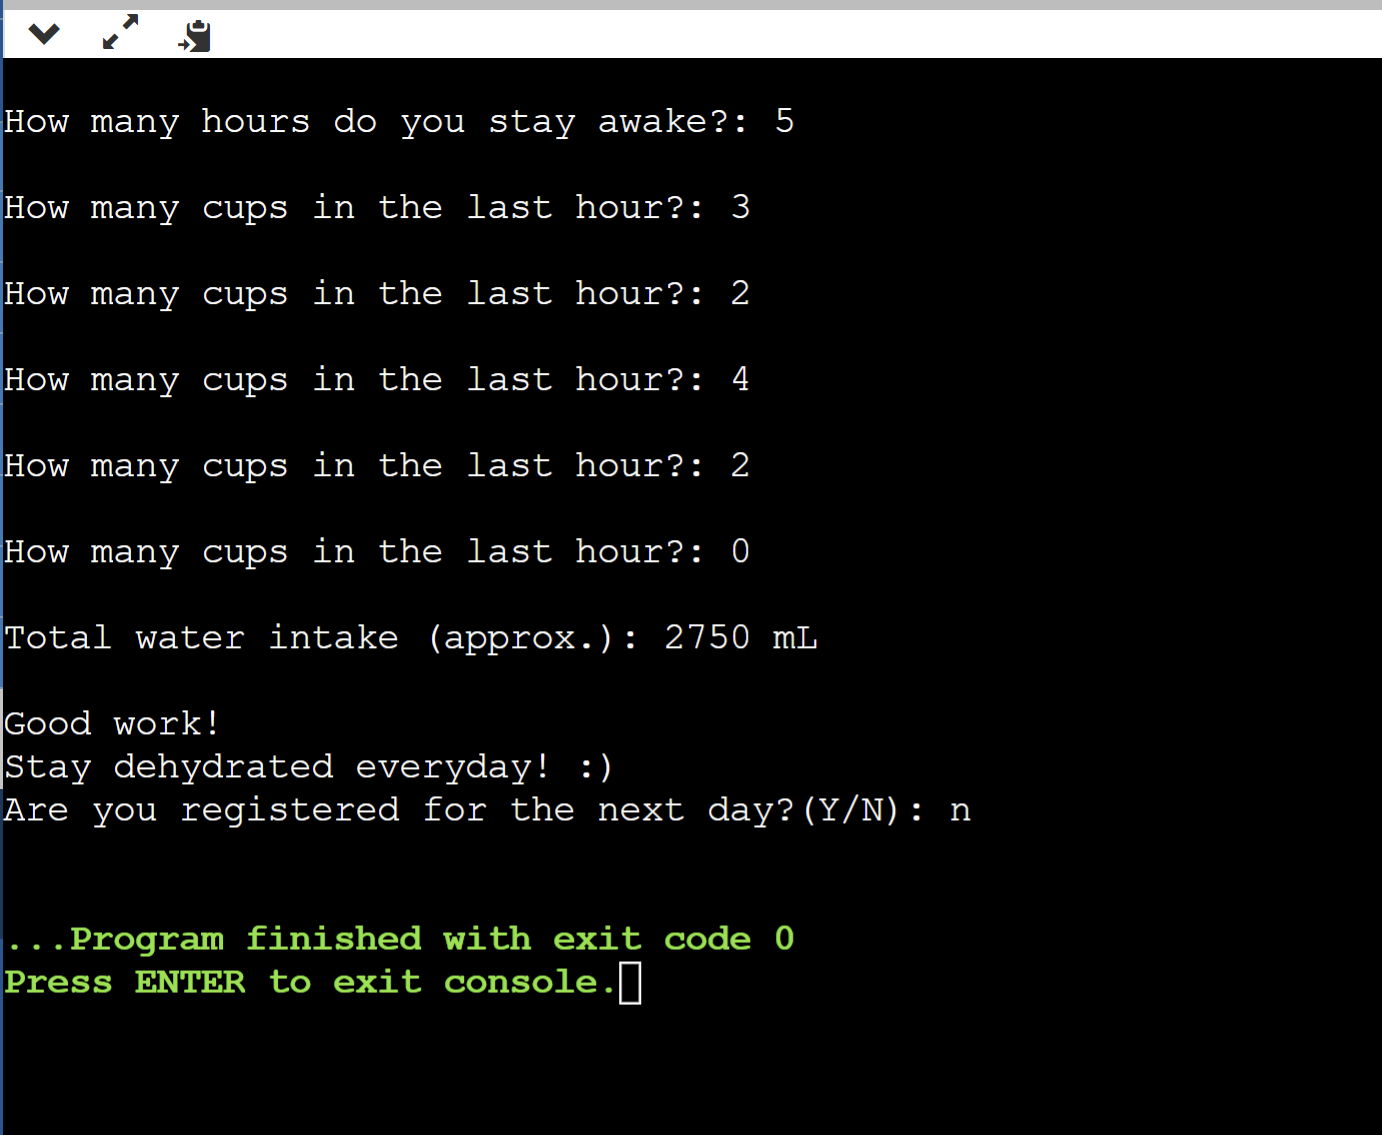 How many hours do you stay awake?: 5
How many cups in the last hour?: 3
How many cups in the last hour?: 2
How many cups in the last hour?: 4
How many cups in the last hour?: 2
How many cups in the last hour?: 0
Total water intake (approx.): 2750 mL
Good work!
Stay dehydrated everyday! :)
Are you registered for the next day?(Y/N): n
...Program finished with exit code 0
Press ENTER to exit console.